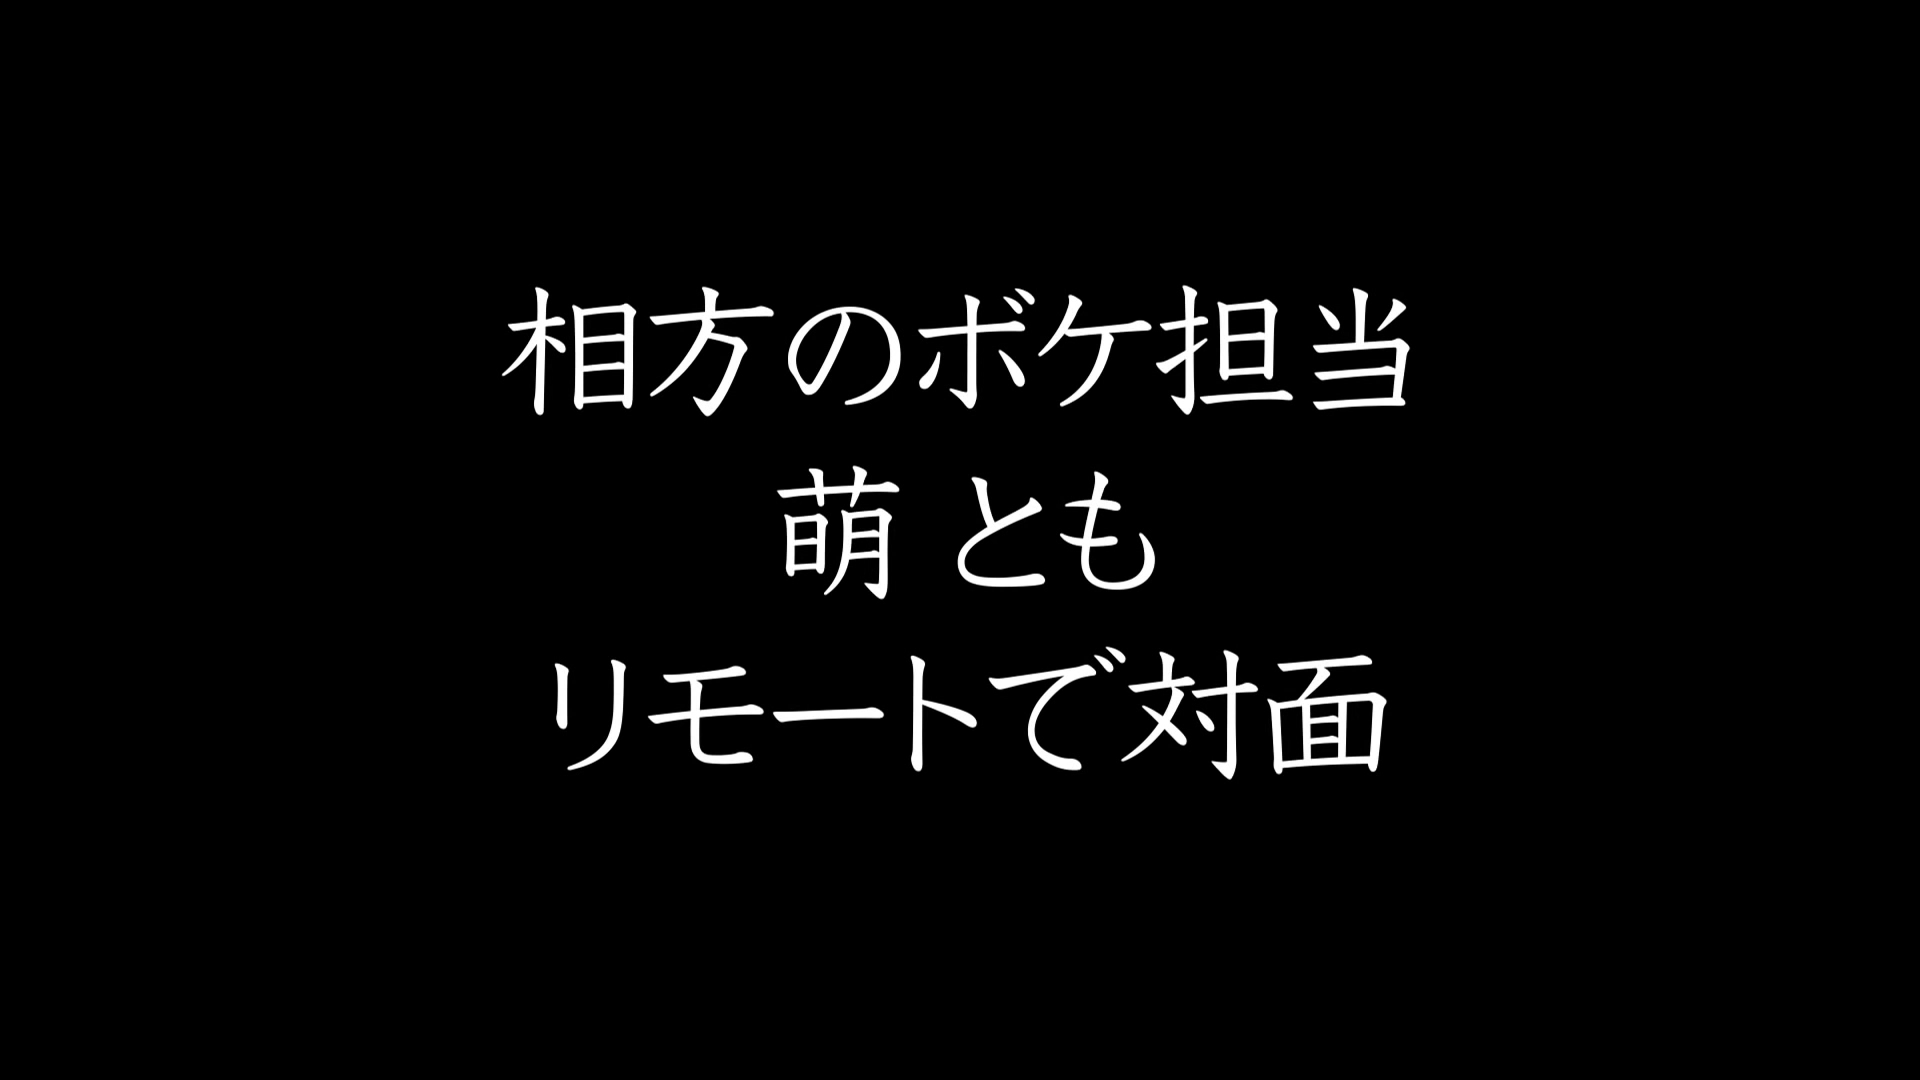 相方のボケ担当
萌 とも
リモートで対面